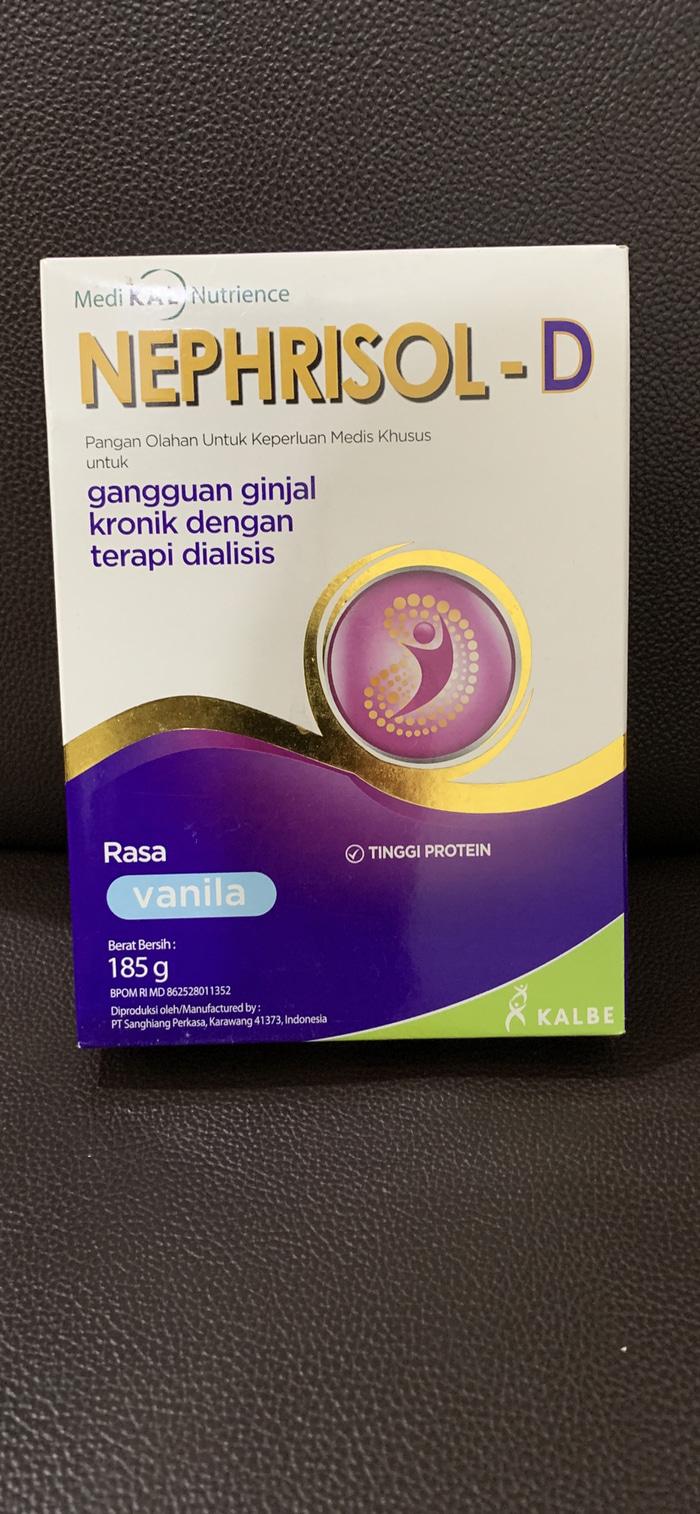 Medi KAL Nutrience
NEPHRISOL - D
Pangan Olahan Untuk Keperluan Medis Khusus
untuk
gangguan ginjal
kronik dengan
terapi dialisis
Rasa
vanila
TINGGI PROTEIN
Berat Bersih :
185 g
BPOM RI MD 862528011352
Diproduksi oleh/Manufactured by :
PT Sanghiang Perkasa, Karawang 41373, Indonesia
KALBE